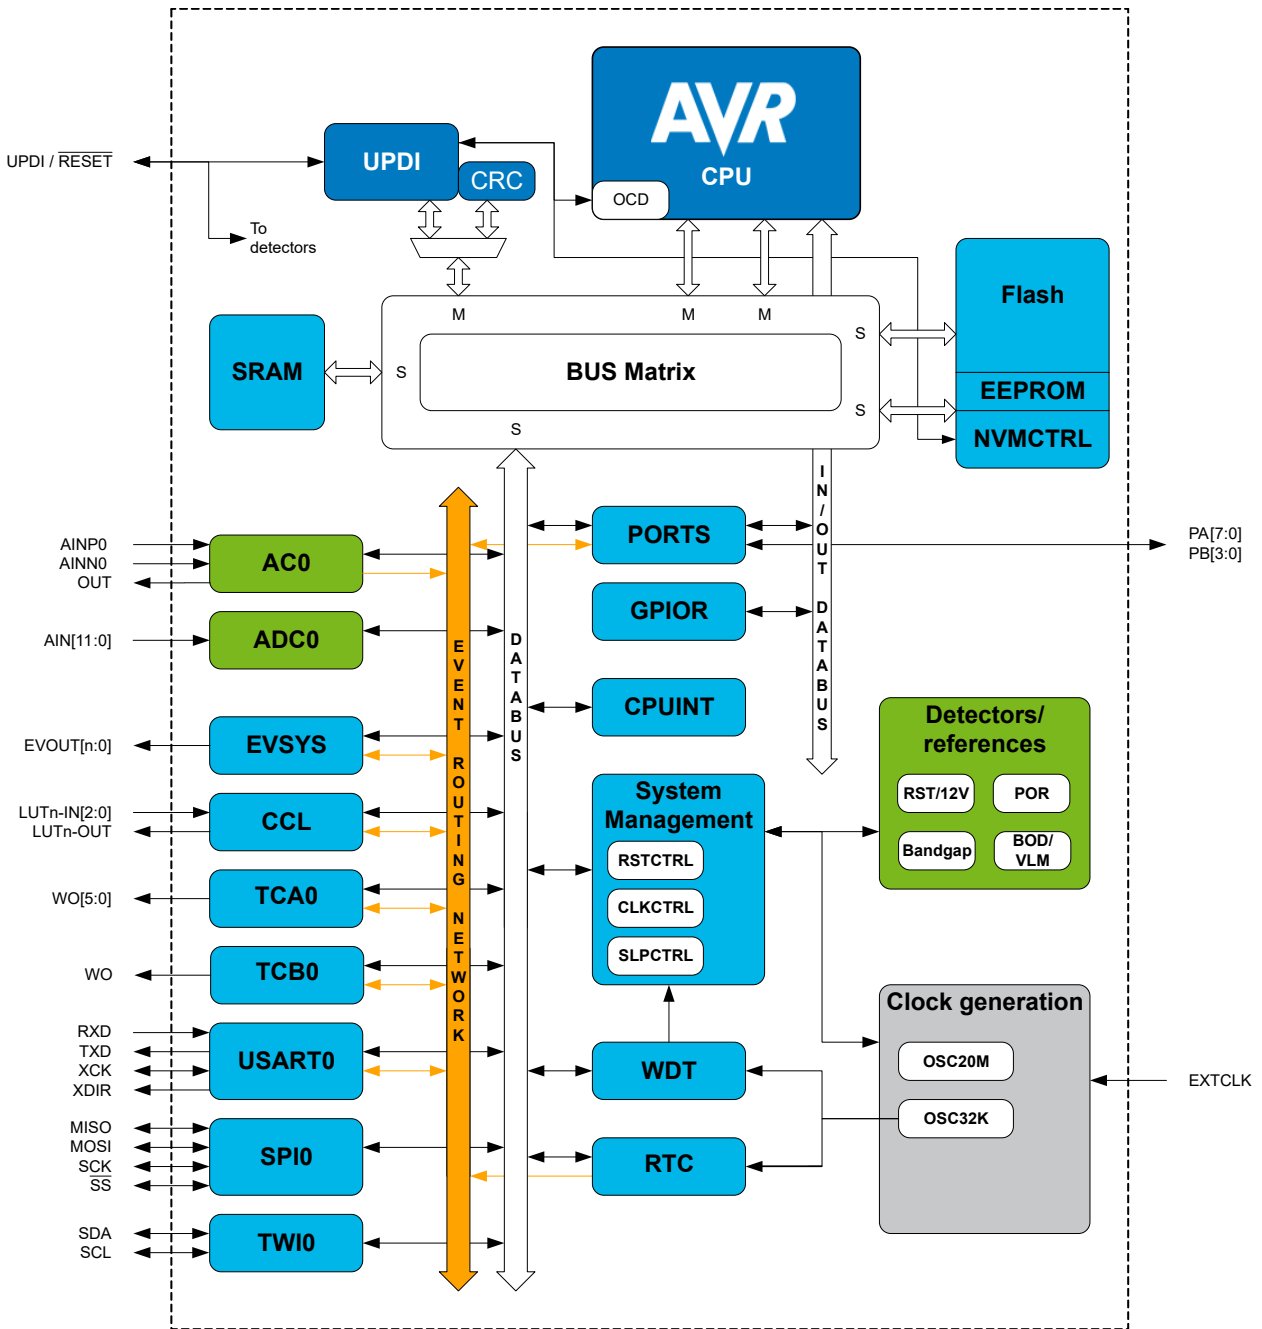 AVR
CPU
OCD
UPDI / RESET
UPDI
CRC
To
detectors
Flash
EEPROM
NVMCTRL
M
M
M
S
S
S
S
SRAM
BUS Matrix
IN/OUT DATABUS
DATABUS
EVENT ROUTING NETWORK
AINP0
AINN0
OUT
AC0
AIN[11:0]
ADC0
EVOUT[n:0]
EVSYS
LUTn-IN[2:0]
LUTn-OUT
CCL
WO[5:0]
TCA0
WO
TCB0
RXD
TXD
XCK
XDIR
USART0
MISO
MOSI
SCK
SS
SPI0
SDA
SCL
TWI0
PORTS
PA[7:0]
PB[3:0]
GPIOR
CPUINT
System
Management
RSTCTRL
CLKCTRL
SLPCTRL
WDT
RTC
Detectors/
references
RST/12V
POR
Bandgap
BOD/
VLM
Clock generation
OSC20M
OSC32K
EXTCLK